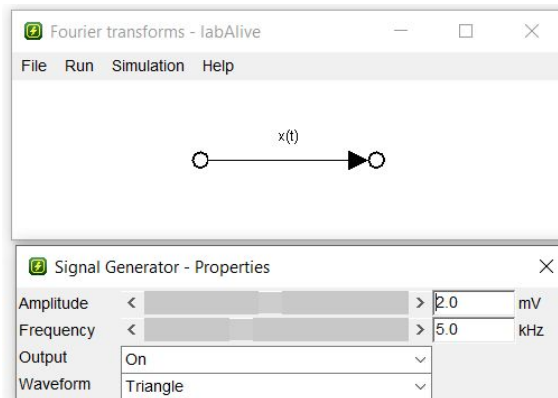 Fourier transforms - labAlive
File Run Simulation Help
x(t)
Signal Generator - Properties
Amplitude 2.0 mV
Frequency 5.0 kHz
Output On
Waveform Triangle